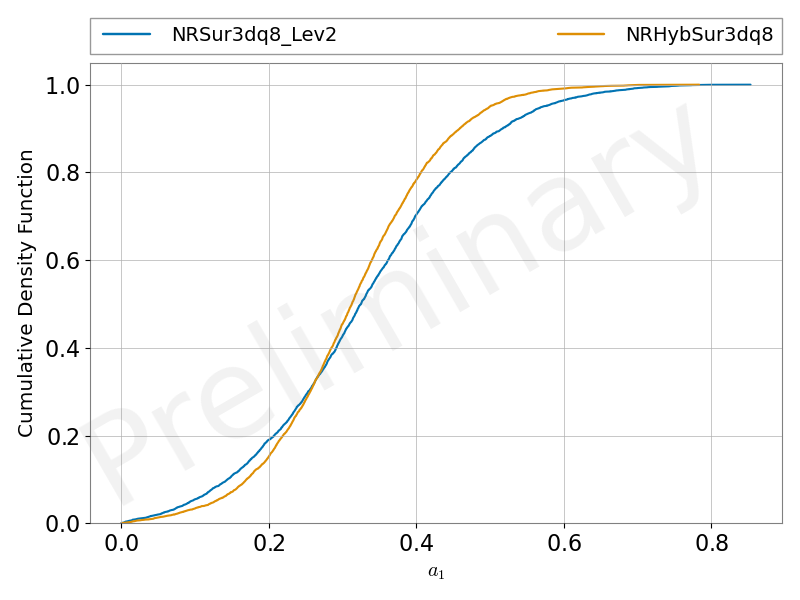 NRSur3dq8_Lev2 NRHybSur3dq8
Cumulative Density Function
1.0
0.8
0.6
0.4
0.2
0.0
Preliminary
0.0 0.2 0.4 0.6 0.8
a₁